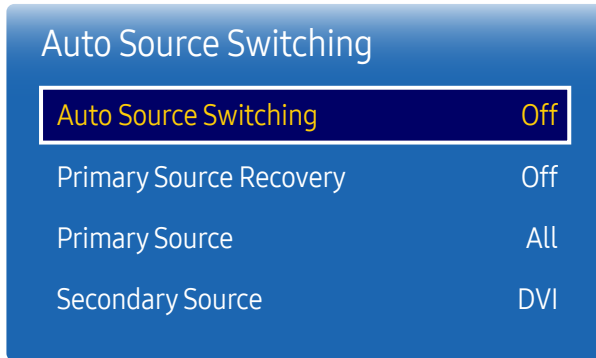 Auto Source Switching
Auto Source Switching Off
Primary Source Recovery Off
Primary Source All
Secondary Source DVI